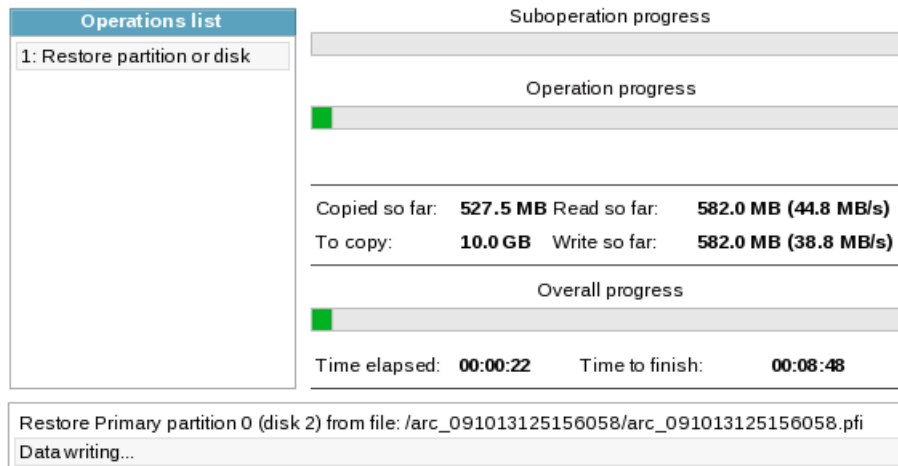 Operations list
1: Restore partition or disk
Suboperation progress
Operation progress
Copied so far: 527.5 MB Read so far: 582.0 MB (44.8 MB/s)
To copy: 10.0 GB Write so far: 582.0 MB (38.8 MB/s)
Overall progress
Time elapsed: 00:00:22 Time to finish: 00:08:48
Restore Primary partition 0 (disk 2) from file: /arc_091013125156058/arc_091013125156058.pfi
Data writing...